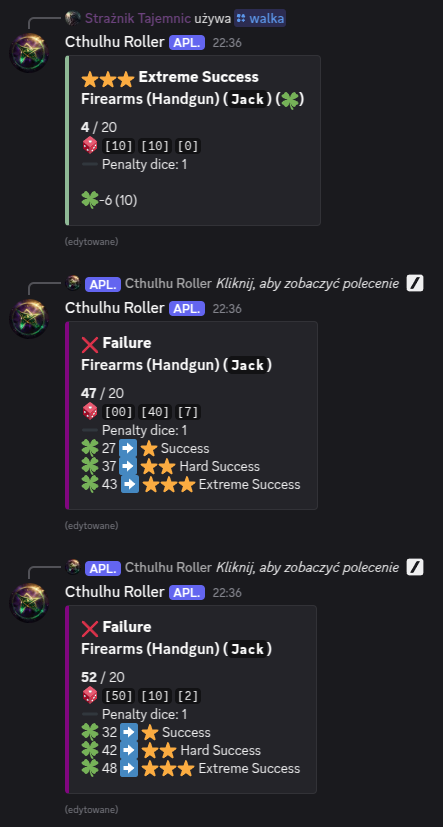 Strażnik Tajemnic używa walka
Cthulhu Roller APL. 22:36
Extreme Success
Firearms (Handgun) (Jack) (🍀)
4 / 20
[10] [10] [0]
Penalty dice: 1
🍀-6 (10)
(edytowane)
APL. Cthulhu Roller Kliknij, aby zobaczyć polecenie
Cthulhu Roller APL. 22:36
❌ Failure
Firearms (Handgun) (Jack)
47 / 20
[00] [40] [7]
Penalty dice: 1
🍀 27 ➡ ⭐ Success
🍀 37 ➡ ⭐⭐ Hard Success
🍀 43 ➡ ⭐⭐⭐ Extreme Success
(edytowane)
APL. Cthulhu Roller Kliknij, aby zobaczyć polecenie
Cthulhu Roller APL. 22:36
❌ Failure
Firearms (Handgun) (Jack)
52 / 20
[50] [10] [2]
Penalty dice: 1
🍀 32 ➡ ⭐ Success
🍀 42 ➡ ⭐⭐ Hard Success
🍀 48 ➡ ⭐⭐⭐ Extreme Success
(edytowane)